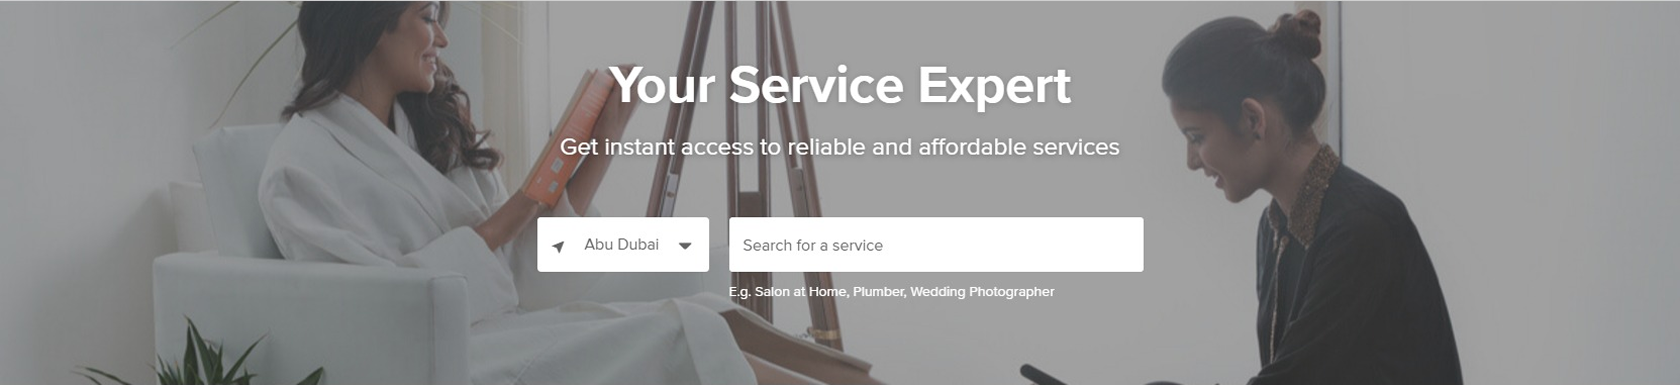 Your Service Expert
Get instant access to reliable and affordable services
Abu Dubai
Search for a service
E.g. Salon at Home, Plumber, Wedding Photographer